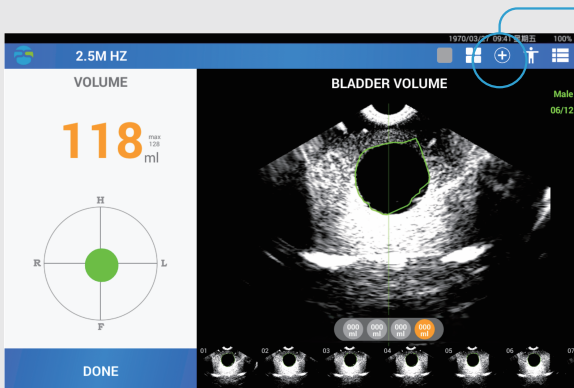 1970/03/27 09:41 星期五 100%
2.5M HZ
VOLUME
118 ml
max
128
H
R L
F
DONE
BLADDER VOLUME
Male
06/12
000 ml 000 ml 000 ml 000 ml
01 02 03 04 05 06 07